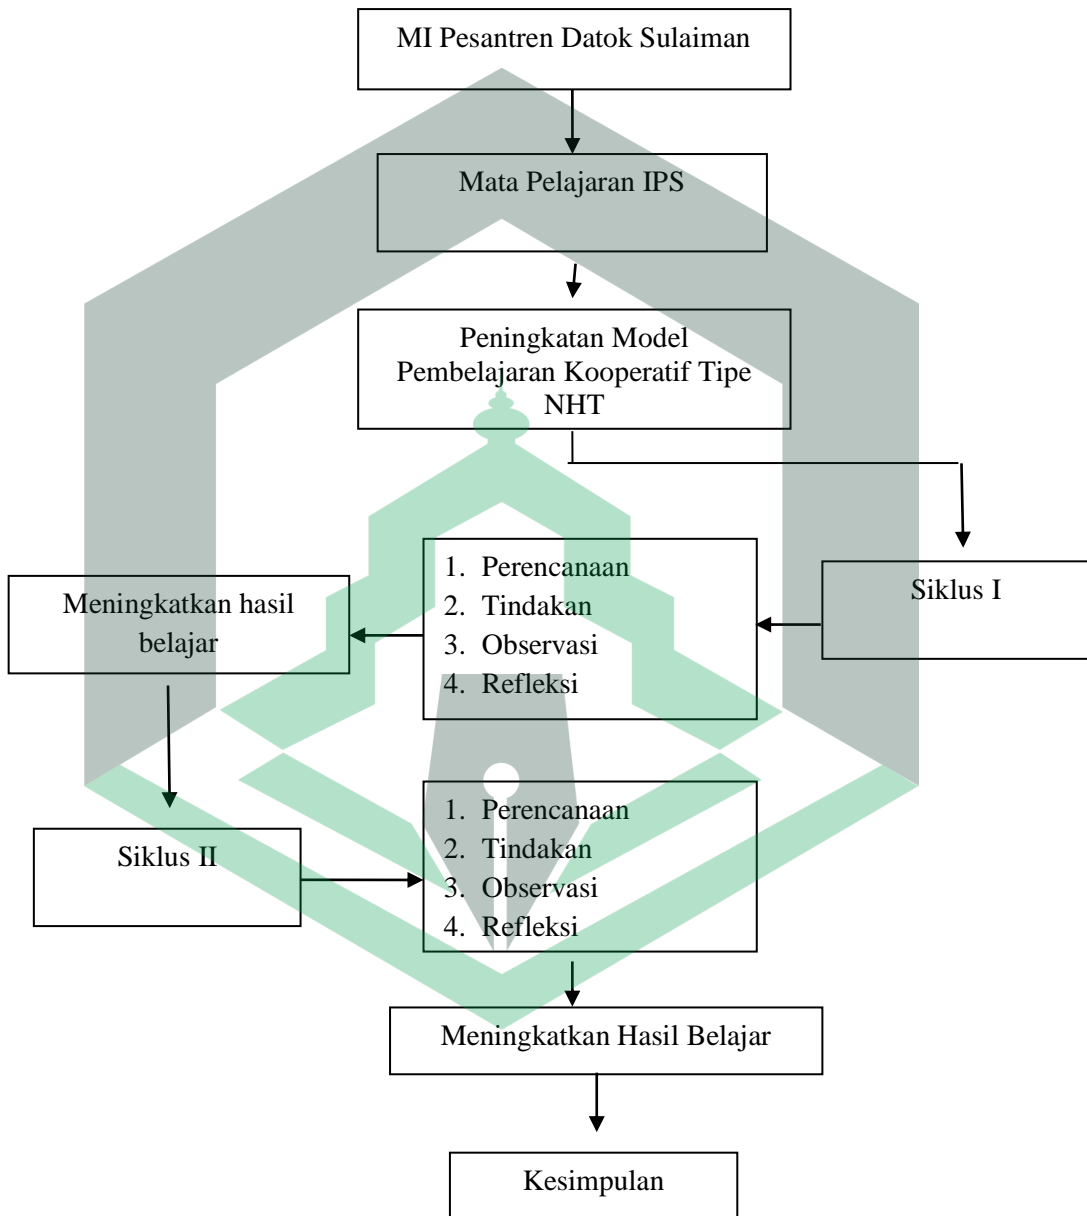 MI Pesantren Datok Sulaiman
Mata Pelajaran IPS
Peningkatan Model
Pembelajaran Kooperatif Tipe
NHT
Siklus I
1. Perencanaan
2. Tindakan
3. Observasi
4. Refleksi
Meningkatkan hasil
belajar
Siklus II
1. Perencanaan
2. Tindakan
3. Observasi
4. Refleksi
Meningkatkan Hasil Belajar
Kesimpulan